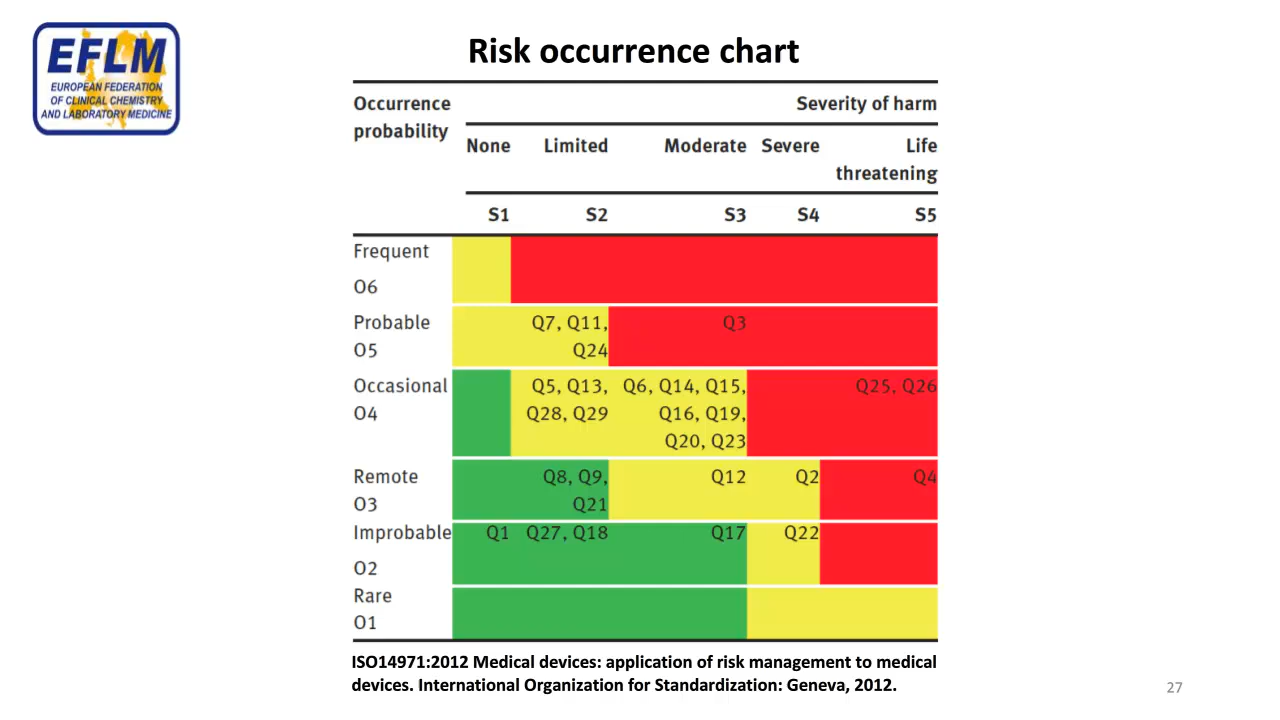 EFLM
EUROPEAN FEDERATION
OF CLINICAL CHEMISTRY
AND LABORATORY MEDICINE
Risk occurrence chart
Occurrence probability
Severity of harm
None Limited Moderate Severe Life threatening
S1 S2 S3 S4 S5
Frequent
O6
Probable Q7, Q11, Q3
O5 Q24
Occasional Q5, Q13, Q6, Q14, Q15, Q25, Q26
O4 Q28, Q29 Q16, Q19,
Q20, Q23
Remote Q8, Q9, Q12 Q2 Q4
O3 Q21
Improbable Q1 Q27, Q18 Q17 Q22
O2
Rare
O1
ISO14971:2012 Medical devices: application of risk management to medical
devices. International Organization for Standardization: Geneva, 2012.
27